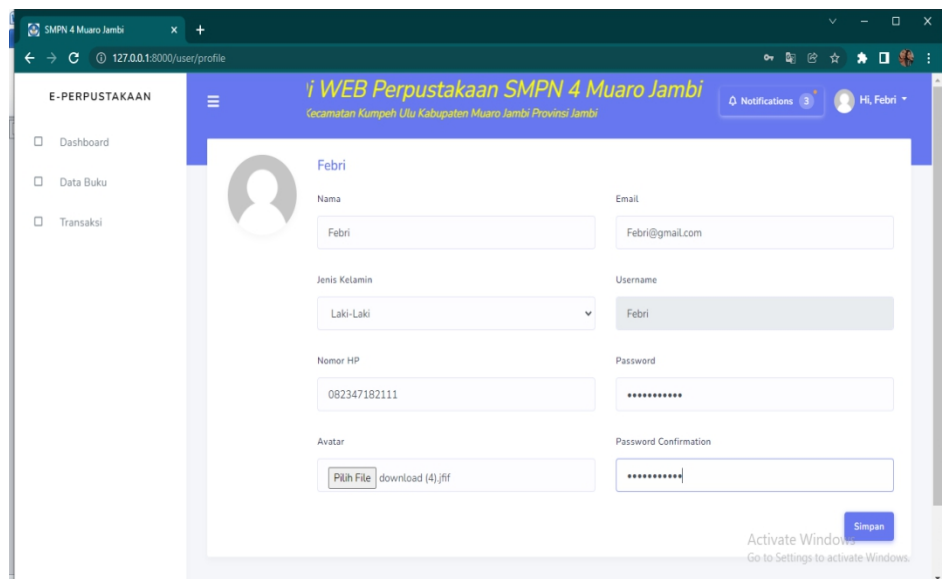 SMPN 4 Muaro Jambi
127.0.0.1:8000/user/profile
E-PERPUSTAKAAN
i WEB Perpustakaan SMPN 4 Muaro Jambi
Kecamatan Kumpeh Ulu Kabupaten Muaro Jambi Provinsi Jambi
Notifications 3
Hi, Febri
Dashboard
Data Buku
Transaksi
Febri
Nama
Email
Febri
Febri@gmail.com
Jenis Kelamin
Username
Laki-Laki
Febri
Nomor HP
Password
082347182111
•••••••••••
Avatar
Password Confirmation
Pilih File download (4).jfif
•••••••••••
Simpan
Activate Windows
Go to Settings to activate Windows.